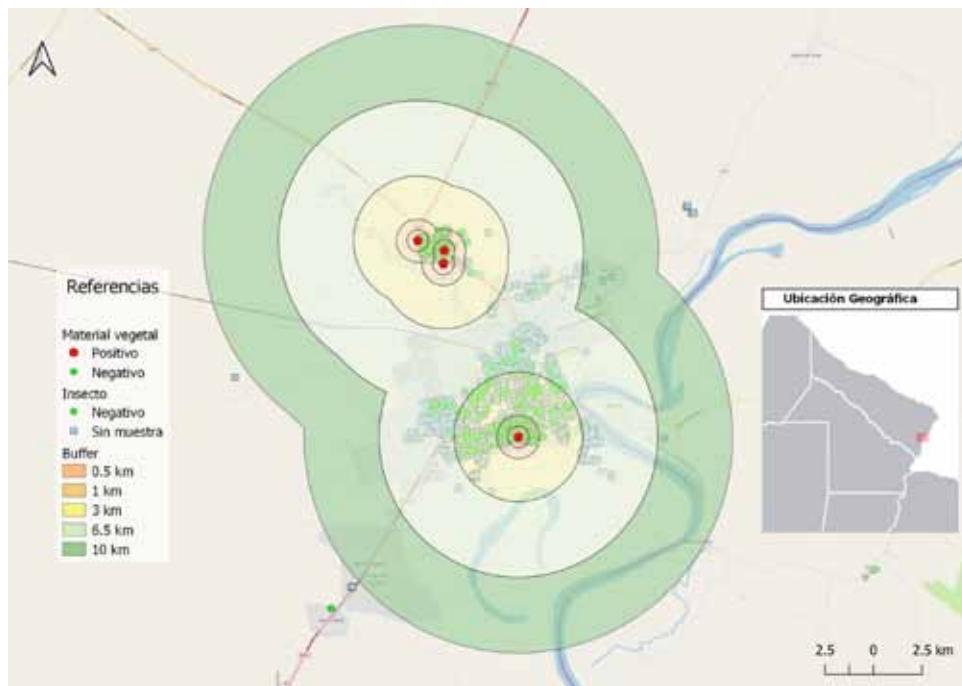 Referencias
Material vegetal
Positivo
Negativo
Insecto
Negativo
Sin muestra
Buffer
0.5 km
1 km
3 km
6.5 km
10 km
Ubicación Geográfica
2.5 0 2.5 km